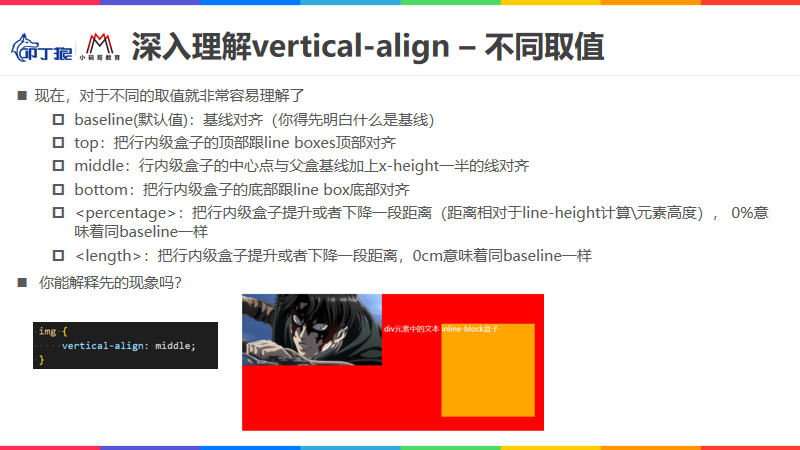 叩丁狼
小码哥教育
深入理解vertical-align – 不同取值
现在，对于不同的取值就非常容易理解了
baseline(默认值)：基线对齐（你得先明白什么是基线）
top：把行内级盒子的顶部跟line boxes顶部对齐
middle：行内级盒子的中心点与父盒基线加上x-height一半的线对齐
bottom：把行内级盒子的底部跟line box底部对齐
<percentage>：把行内级盒子提升或者下降一段距离（距离相对于line-height计算\元素高度）， 0%意
味着同baseline一样
<length>：把行内级盒子提升或者下降一段距离，0cm意味着同baseline一样
你能解释先的现象吗?
img {
vertical-align: middle;
}
div元素中的文本 inline-block盒子